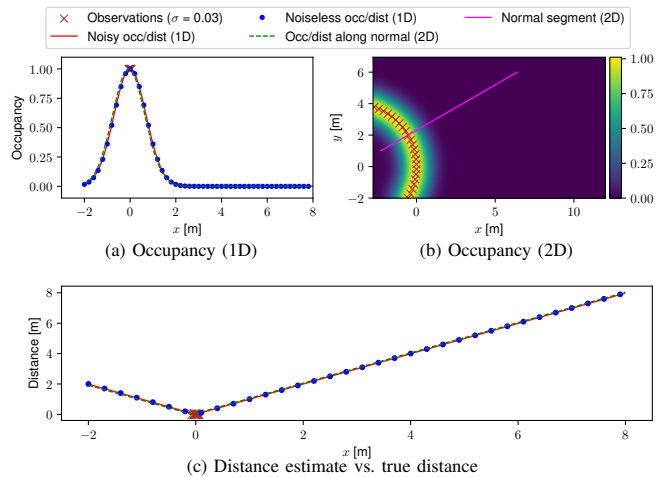 Observations (σ = 0.03)
Noiseless occ/dist (1D)
Normal segment (2D)
Noisy occ/dist (1D)
Occ/dist along normal (2D)
1.00
0.75
0.50
0.25
0.00
Occupancy
−2 0 2 4 6 8
x [m]
(a) Occupancy (1D)
6
4
2
0
−2
y [m]
0 5 10
x [m]
1.00
0.75
0.50
0.25
0.00
(b) Occupancy (2D)
8
6
4
2
0
Distance [m]
−2 0 2 4 6 8
x [m]
(c) Distance estimate vs. true distance